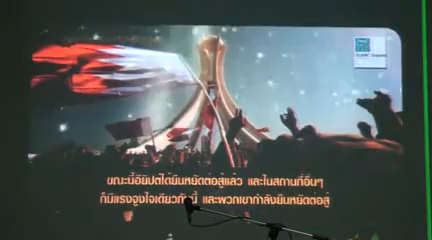 ขณะนี้อียิปต์ได้ยืนหยัดต่อสู้แล้ว และในสถานที่อื่นๆ
ก็มีแรงจูงใจเดียวกันนี้ และพวกเขากำลังยืนหยัดต่อสู้